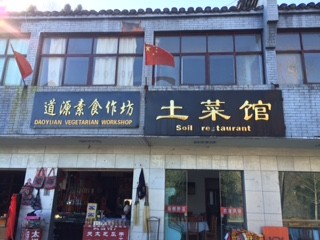 道源素食作坊
DAOYUAN VEGETARIAN WORKSHOP
土菜馆
Soil restaurant